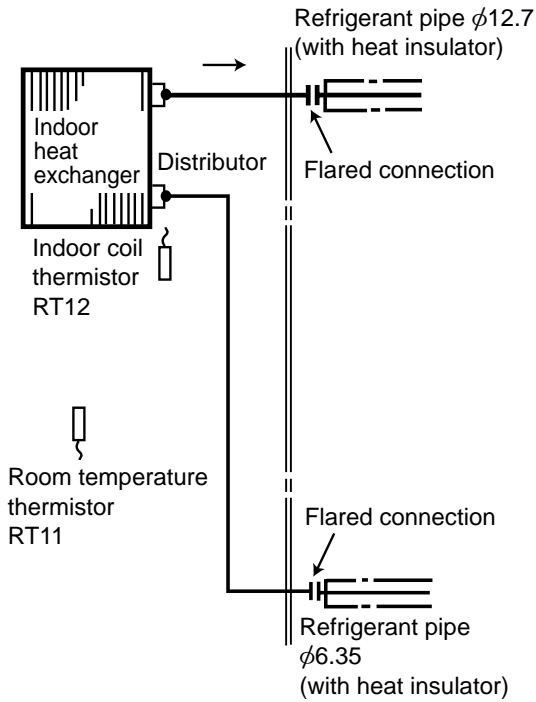 Refrigerant pipe ϕ12.7
(with heat insulator)
Indoor
heat
exchanger
Distributor
Flared connection
Indoor coil
thermistor
RT12
Room temperature
thermistor
RT11
Flared connection
Refrigerant pipe
ϕ6.35
(with heat insulator)